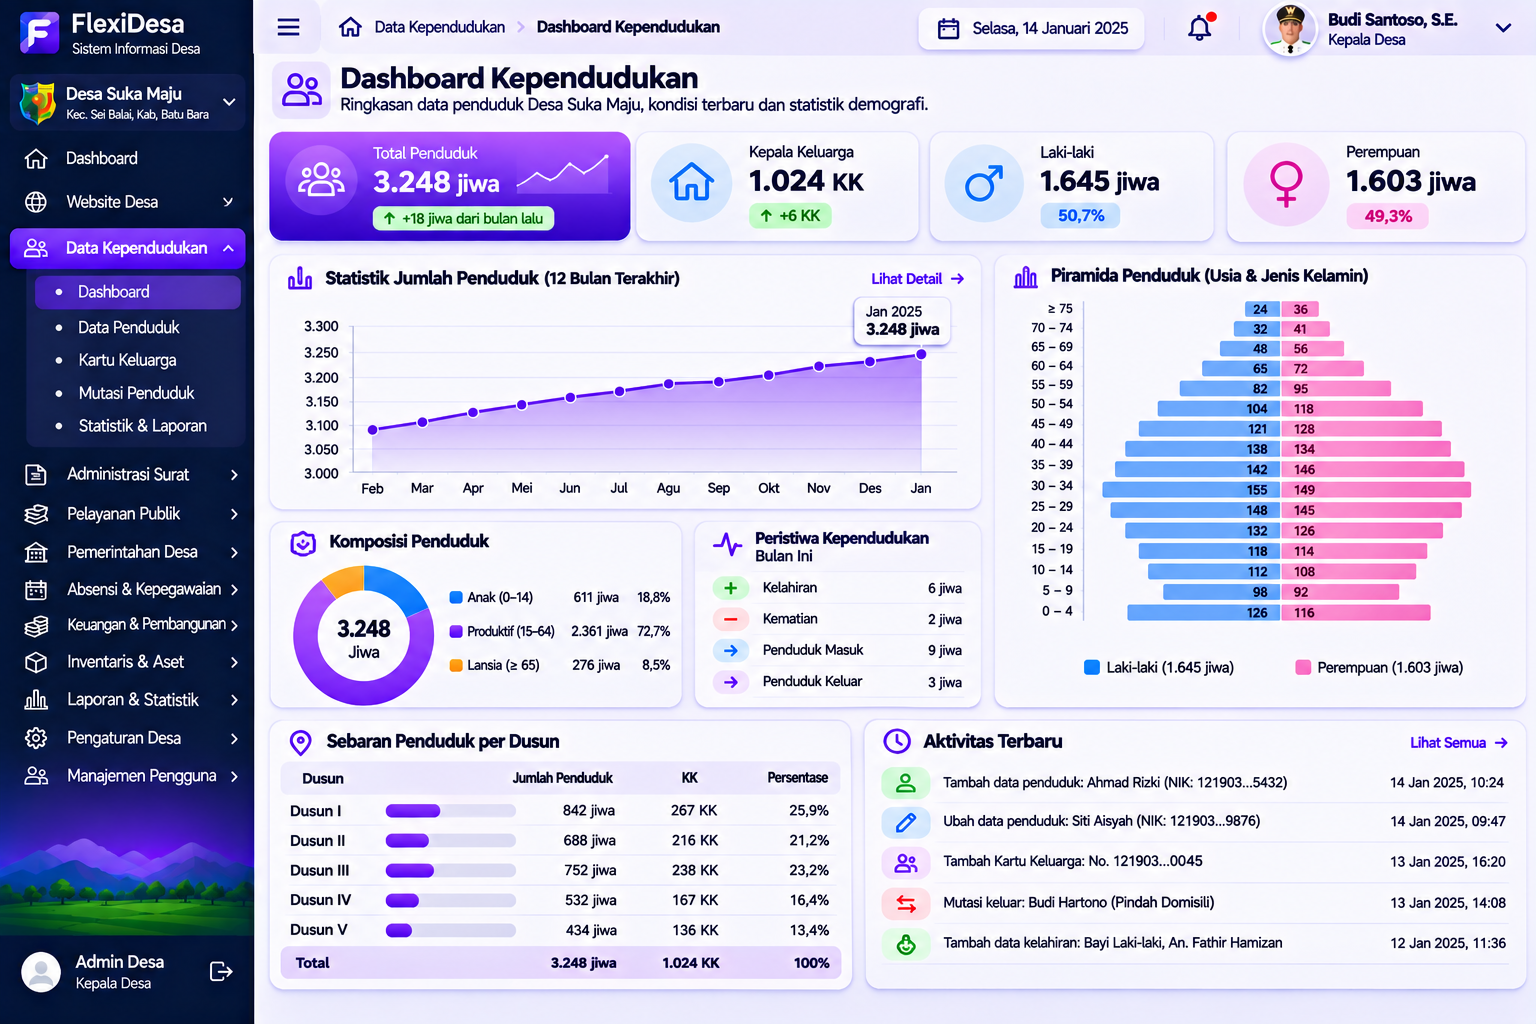 FlexiDesa
Sistem Informasi Desa
Desa Suka Maju
Kec. Sei Balai, Kab, Batu Bara
Dashboard
Website Desa
Data Kependudukan
Dashboard
Data Penduduk
Kartu Keluarga
Mutasi Penduduk
Statistik & Laporan
Administrasi Surat
Pelayanan Publik
Pemerintahan Desa
Absensi & Kepegawaian
Keuangan & Pembangunan
Inventaris & Aset
Laporan & Statistik
Pengaturan Desa
Manajemen Pengguna
Admin Desa
Kepala Desa
Data Kependudukan > Dashboard Kependudukan
Selasa, 14 Januari 2025
Budi Santoso, S.E.
Kepala Desa
Dashboard Kependudukan
Ringkasan data penduduk Desa Suka Maju, kondisi terbaru dan statistik demografi.
Total Penduduk
3.248 jiwa
↑ +18 jiwa dari bulan lalu
Kepala Keluarga
1.024 KK
↑ +6 KK
Laki-laki
1.645 jiwa
50,7%
Perempuan
1.603 jiwa
49,3%
Statistik Jumlah Penduduk (12 Bulan Terakhir)
Lihat Detail →
Jan 2025
3.248 jiwa
3.300
3.250
3.200
3.150
3.100
3.050
3.000
Feb Mar Apr Mei Jun Jul Agu Sep Okt Nov Des Jan
Piramida Penduduk (Usia & Jenis Kelamin)
≥ 75 24 36
70 – 74 32 41
65 – 69 48 56
60 – 64 65 72
55 – 59 82 95
50 – 54 104 118
45 – 49 121 128
40 – 44 138 134
35 – 39 142 146
30 – 34 155 149
25 – 29 148 145
20 – 24 132 126
15 – 19 118 114
10 – 14 112 108
5 – 9 98 92
0 – 4 126 116
Laki-laki (1.645 jiwa) Perempuan (1.603 jiwa)
Komposisi Penduduk
3.248
Jiwa
Anak (0–14) 611 jiwa 18,8%
Produktif (15–64) 2.361 jiwa 72,7%
Lansia (≥ 65) 276 jiwa 8,5%
Peristiwa Kependudukan
Bulan Ini
Kelahiran 6 jiwa
Kematian 2 jiwa
Penduduk Masuk 9 jiwa
Penduduk Keluar 3 jiwa
Sebaran Penduduk per Dusun
Dusun Jumlah Penduduk KK Persentase
Dusun I 842 jiwa 267 KK 25,9%
Dusun II 688 jiwa 216 KK 21,2%
Dusun III 752 jiwa 238 KK 23,2%
Dusun IV 532 jiwa 167 KK 16,4%
Dusun V 434 jiwa 136 KK 13,4%
Total 3.248 jiwa 1.024 KK 100%
Aktivitas Terbaru
Lihat Semua →
Tambah data penduduk: Ahmad Rizki (NIK: 121903...5432) 14 Jan 2025, 10:24
Ubah data penduduk: Siti Aisyah (NIK: 121903...9876) 14 Jan 2025, 09:47
Tambah Kartu Keluarga: No. 121903...0045 13 Jan 2025, 16:20
Mutasi keluar: Budi Hartono (Pindah Domisili) 13 Jan 2025, 14:08
Tambah data kelahiran: Bayi Laki-laki, An. Fathir Hamizan 12 Jan 2025, 11:36